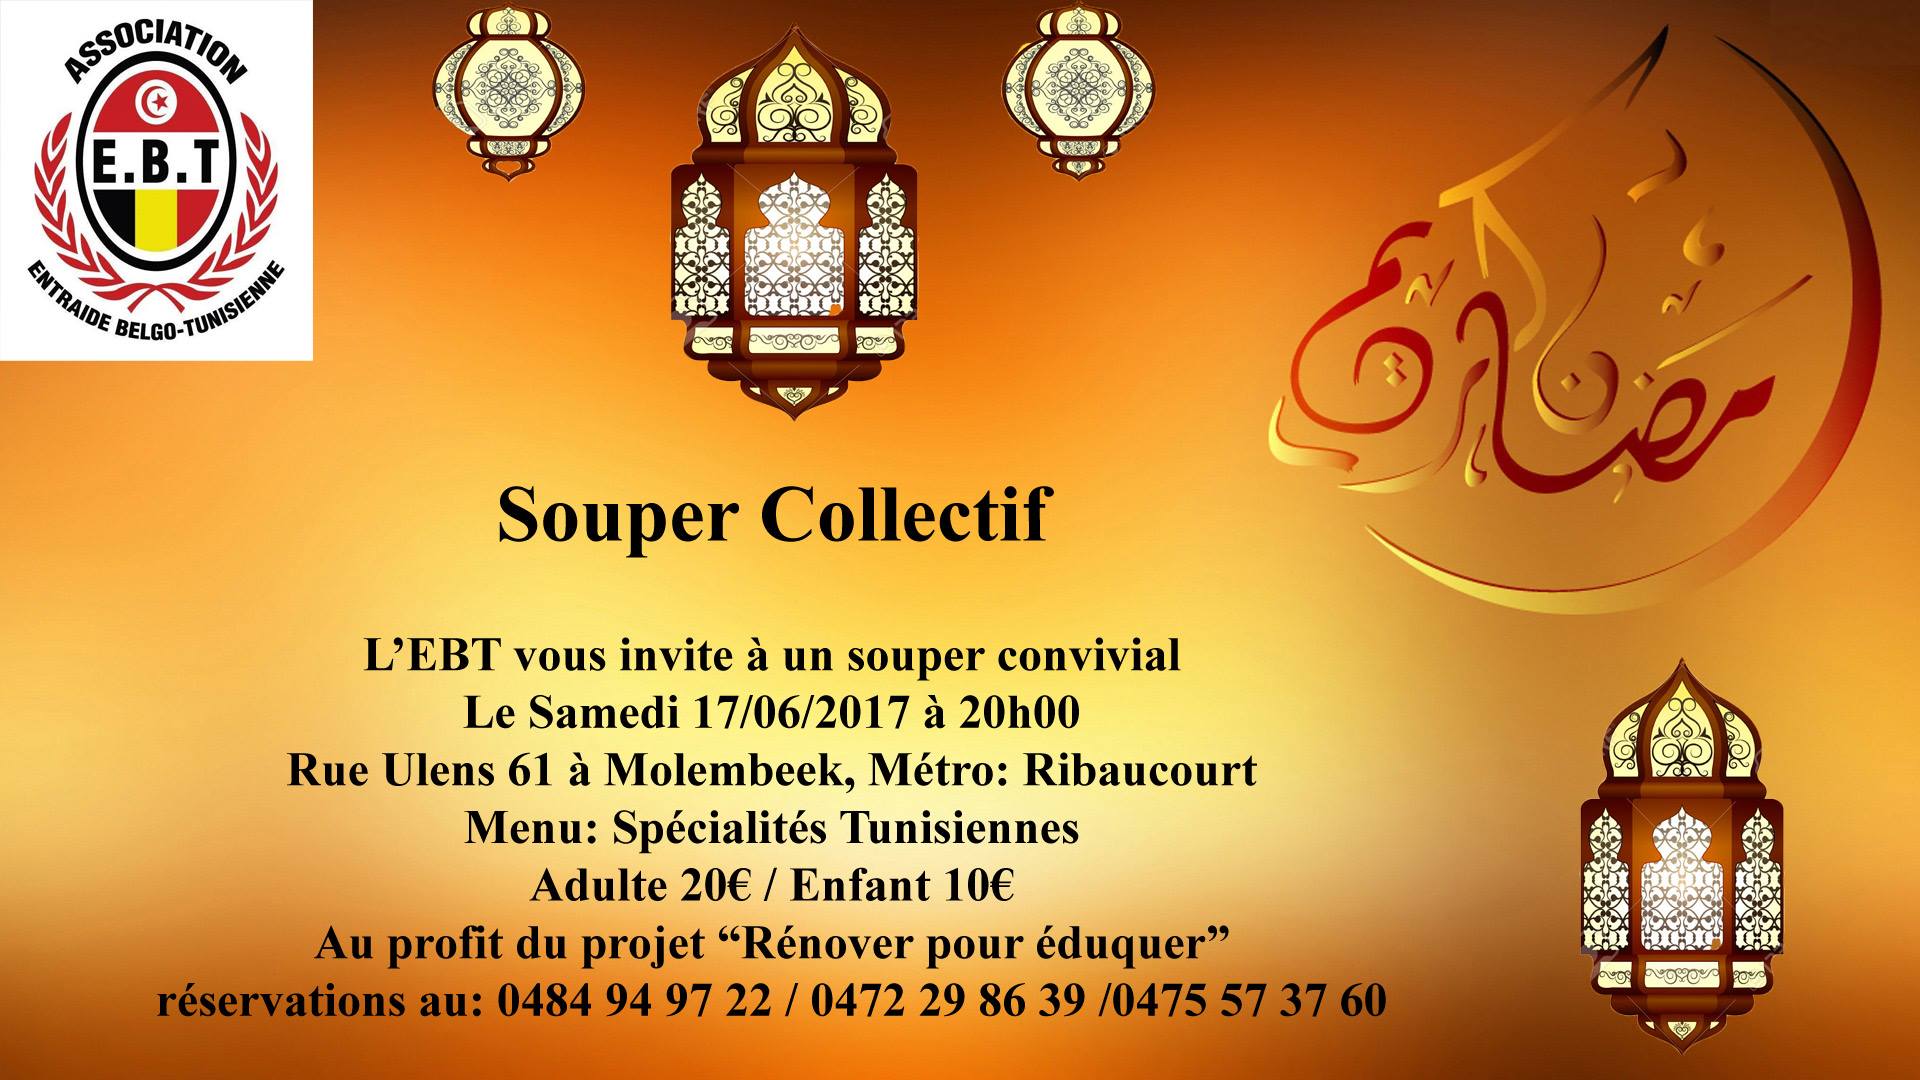 ASSOCIATION
E.B.T
ENTRAIDE BELGO-TUNISIENNE
رمضان كريم
Souper Collectif
L’EBT vous invite à un souper convivial
Le Samedi 17/06/2017 à 20h00
Rue Ulens 61 à Molembeek, Métro: Ribaucourt
Menu: Spécialités Tunisiennes
Adulte 20€ / Enfant 10€
Au profit du projet “Rénover pour éduquer”
réservations au: 0484 94 97 22 / 0472 29 86 39 /0475 57 37 60